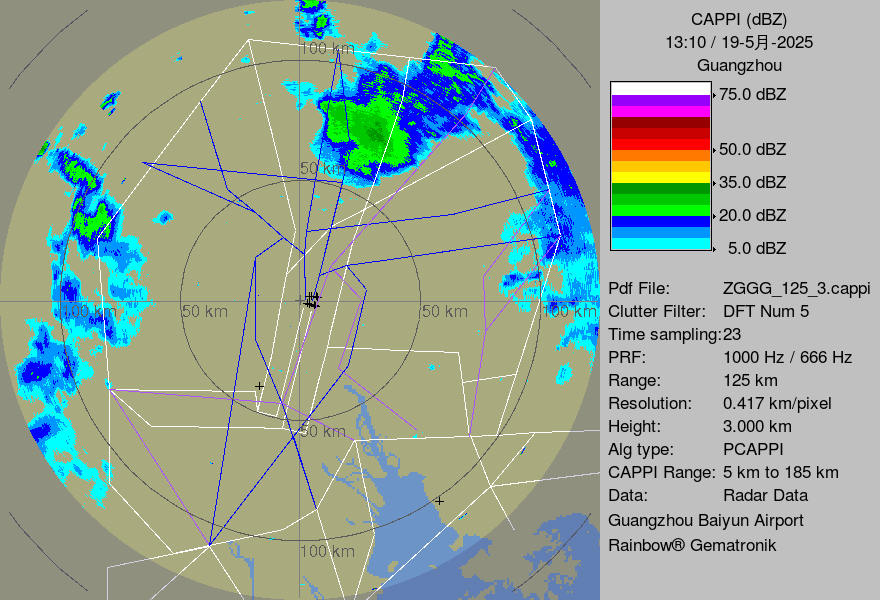 CAPPI (dBZ)
13:10 / 19-5月-2025
Guangzhou
75.0 dBZ
50.0 dBZ
35.0 dBZ
20.0 dBZ
5.0 dBZ
Pdf File: ZGGG_125_3.cappi
Clutter Filter: DFT Num 5
Time sampling:23
PRF: 1000 Hz / 666 Hz
Range: 125 km
Resolution: 0.417 km/pixel
Height: 3.000 km
Alg type: PCAPPI
CAPPI Range: 5 km to 185 km
Data: Radar Data
Guangzhou Baiyun Airport
Rainbow® Gematronik
100 km
50 km
100 km
50 km
50 km
100 km
50 km
100 km